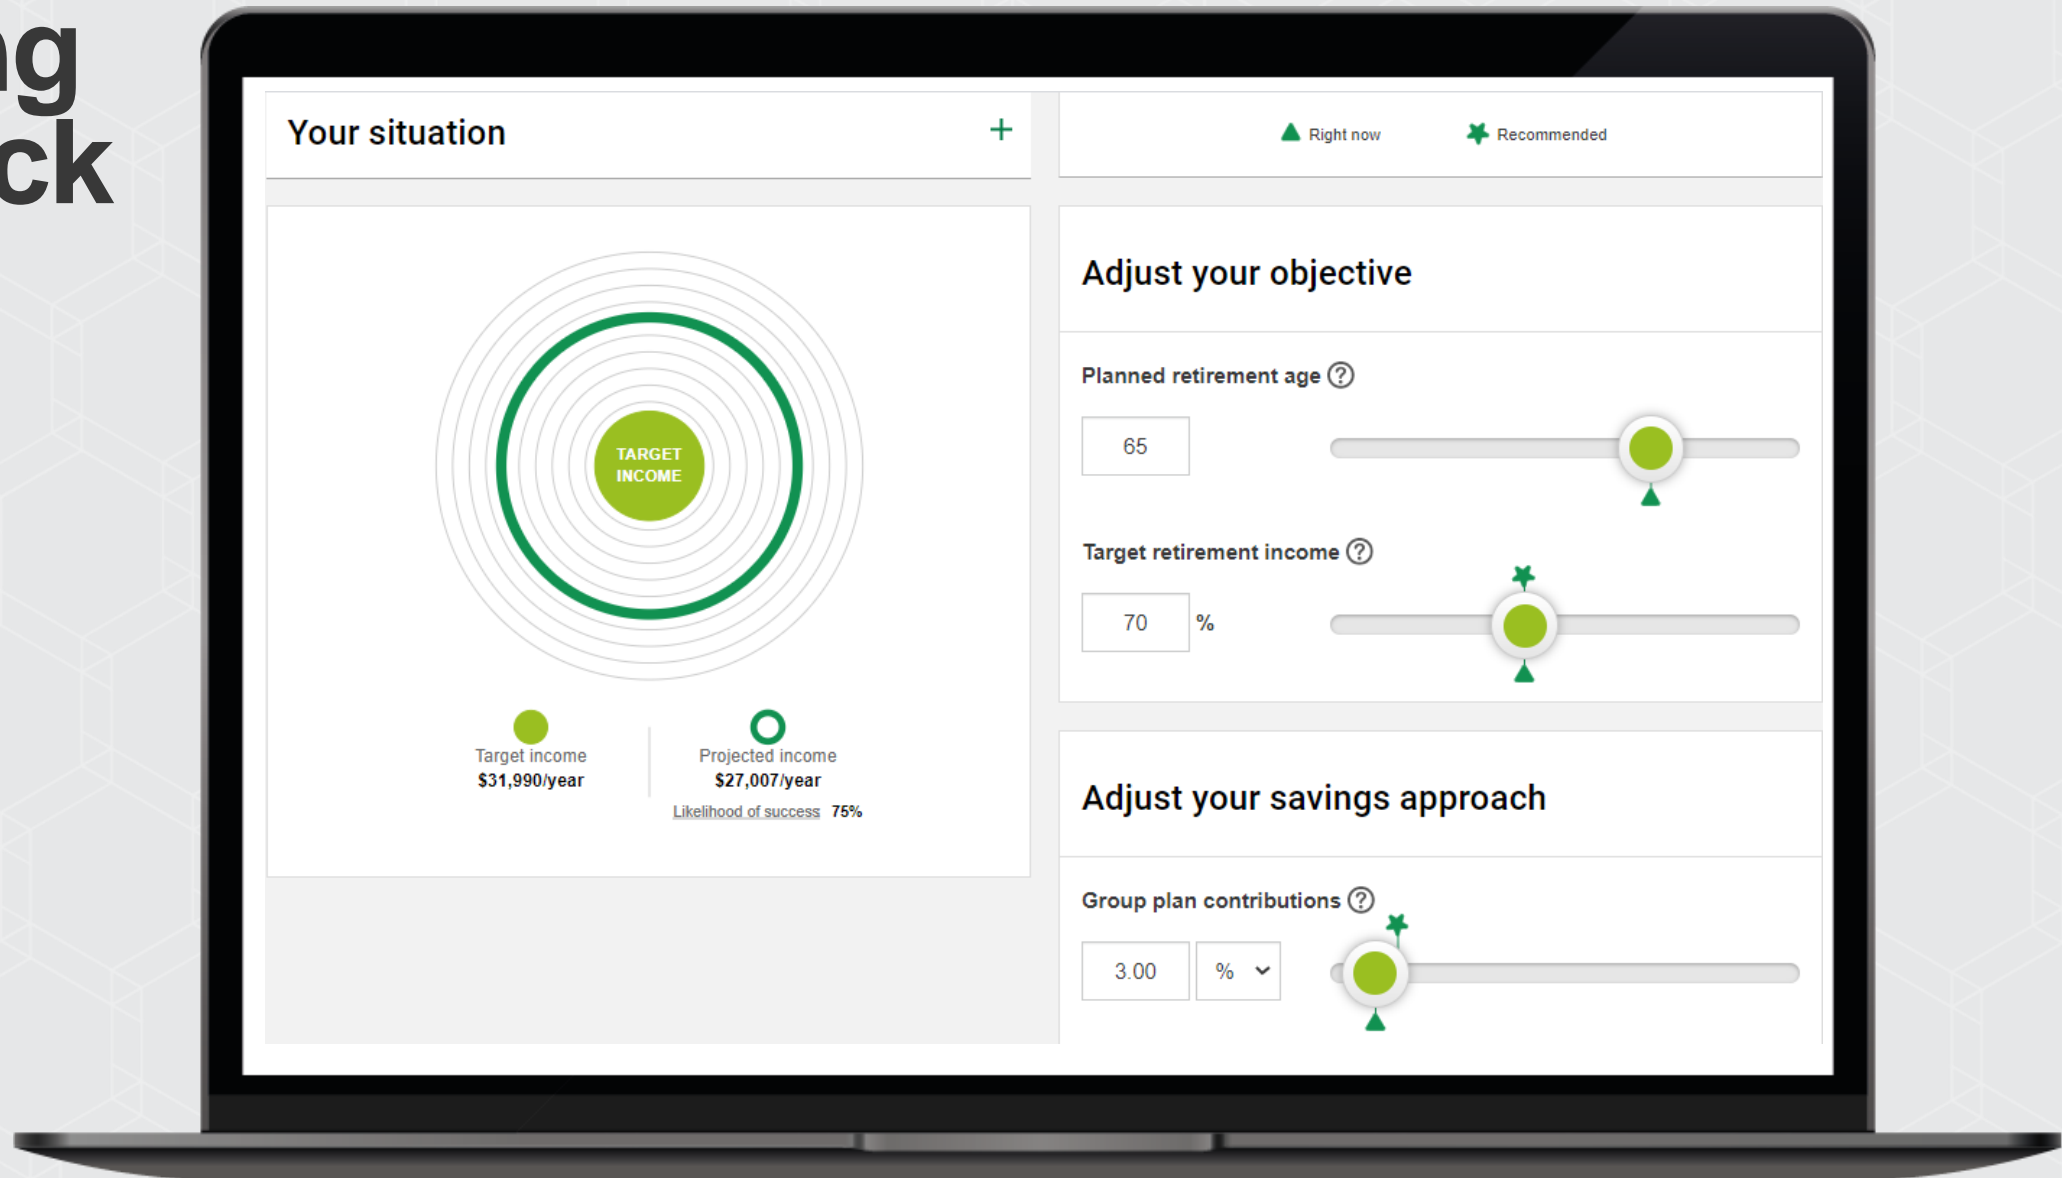 Your situation
Right now
Recommended
TARGET
INCOME
Target income
$31,990/year
Projected income
$27,007/year
Likelihood of success 75%
Adjust your objective
Planned retirement age ?
65
Target retirement income ?
70 %
Adjust your savings approach
Group plan contributions ?
3.00 %